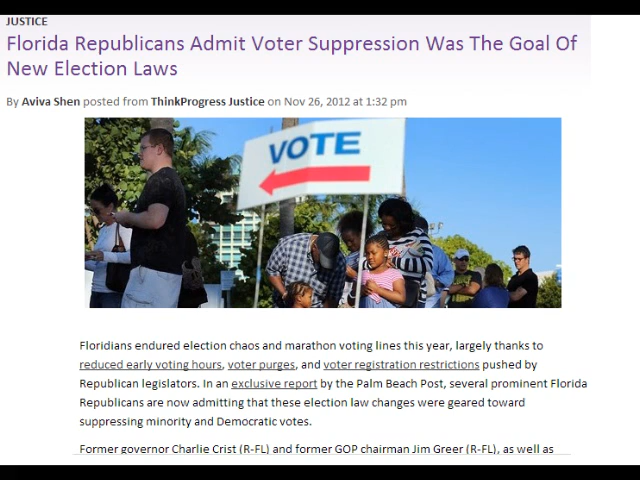 JUSTICE
Florida Republicans Admit Voter Suppression Was The Goal Of
New Election Laws
By Aviva Shen posted from ThinkProgress Justice on Nov 26, 2012 at 1:32 pm
VOTE
Floridians endured election chaos and marathon voting lines this year, largely thanks to
reduced early voting hours, voter purges, and voter registration restrictions pushed by
Republican legislators. In an exclusive report by the Palm Beach Post, several prominent Florida
Republicans are now admitting that these election law changes were geared toward
suppressing minority and Democratic votes.
Former governor Charlie Crist (R-FL) and former GOP chairman Jim Greer (R-FL), as well as